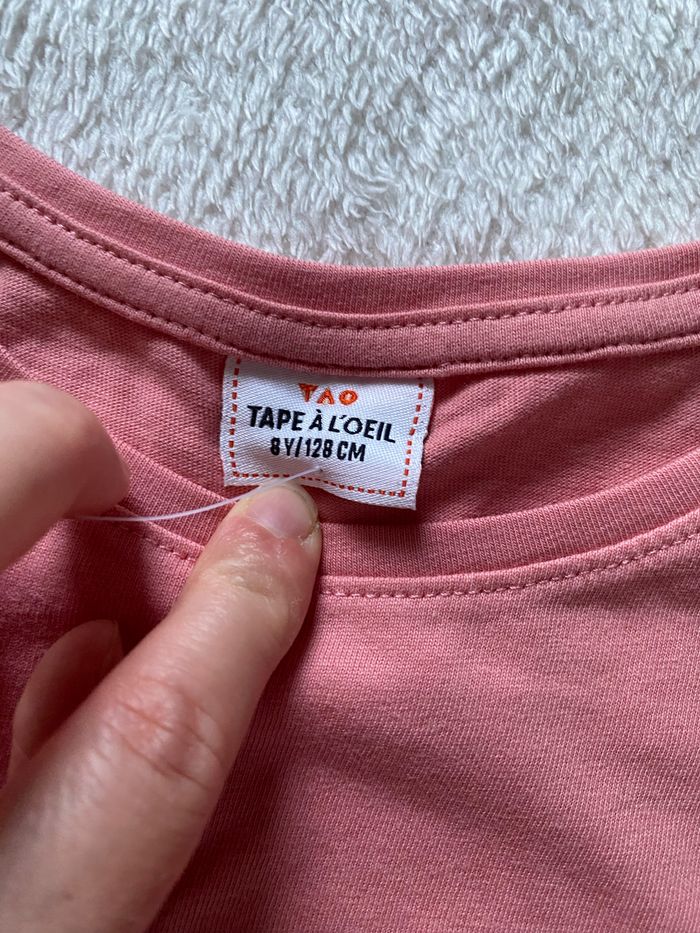 TAO
TAPE À L'OEIL
8Y/128 CM